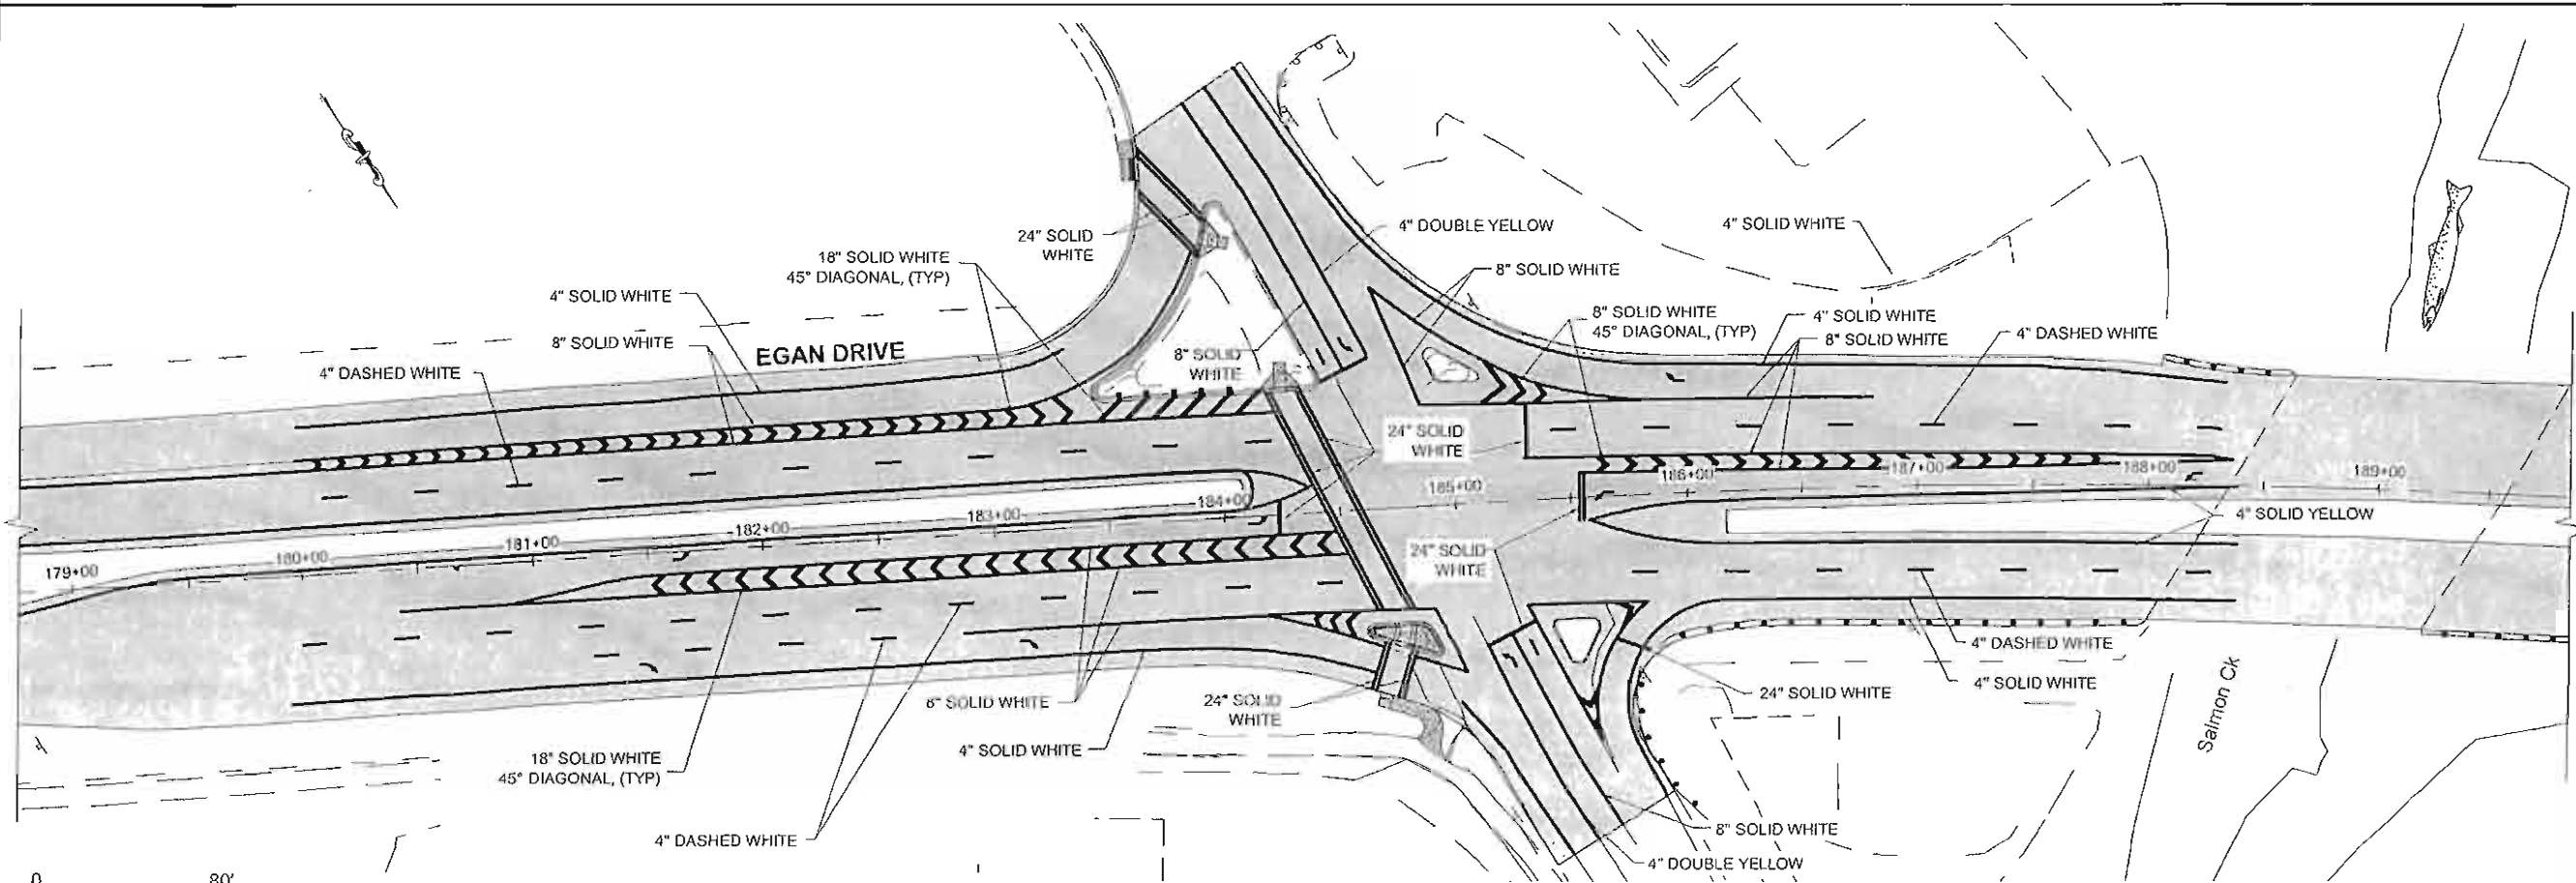 4" DOUBLE YELLOW
4" SOLID WHITE
24" SOLID
WHITE
18" SOLID WHITE
45° DIAGONAL, (TYP)
8" SOLID WHITE
4" SOLID WHITE
8" SOLID WHITE
45° DIAGONAL, (TYP)
4" SOLID WHITE
4" DASHED WHITE
8" SOLID WHITE
8" SOLID WHITE
EGAN DRIVE
8" SOLID
WHITE
4" DASHED WHITE
24" SOLID
WHITE
179+00
180+00
181+00
182+00
183+00
184+00
185+00
186+00
187+00
188+00
189+00
4" SOLID YELLOW
24" SOLID
WHITE
4" DASHED WHITE
4" SOLID WHITE
24" SOLID WHITE
8" SOLID WHITE
24" SOLID
WHITE
Salmon Ck
4" SOLID WHITE
18" SOLID WHITE
45° DIAGONAL, (TYP)
4" DASHED WHITE
8" SOLID WHITE
4" DOUBLE YELLOW
0 80'